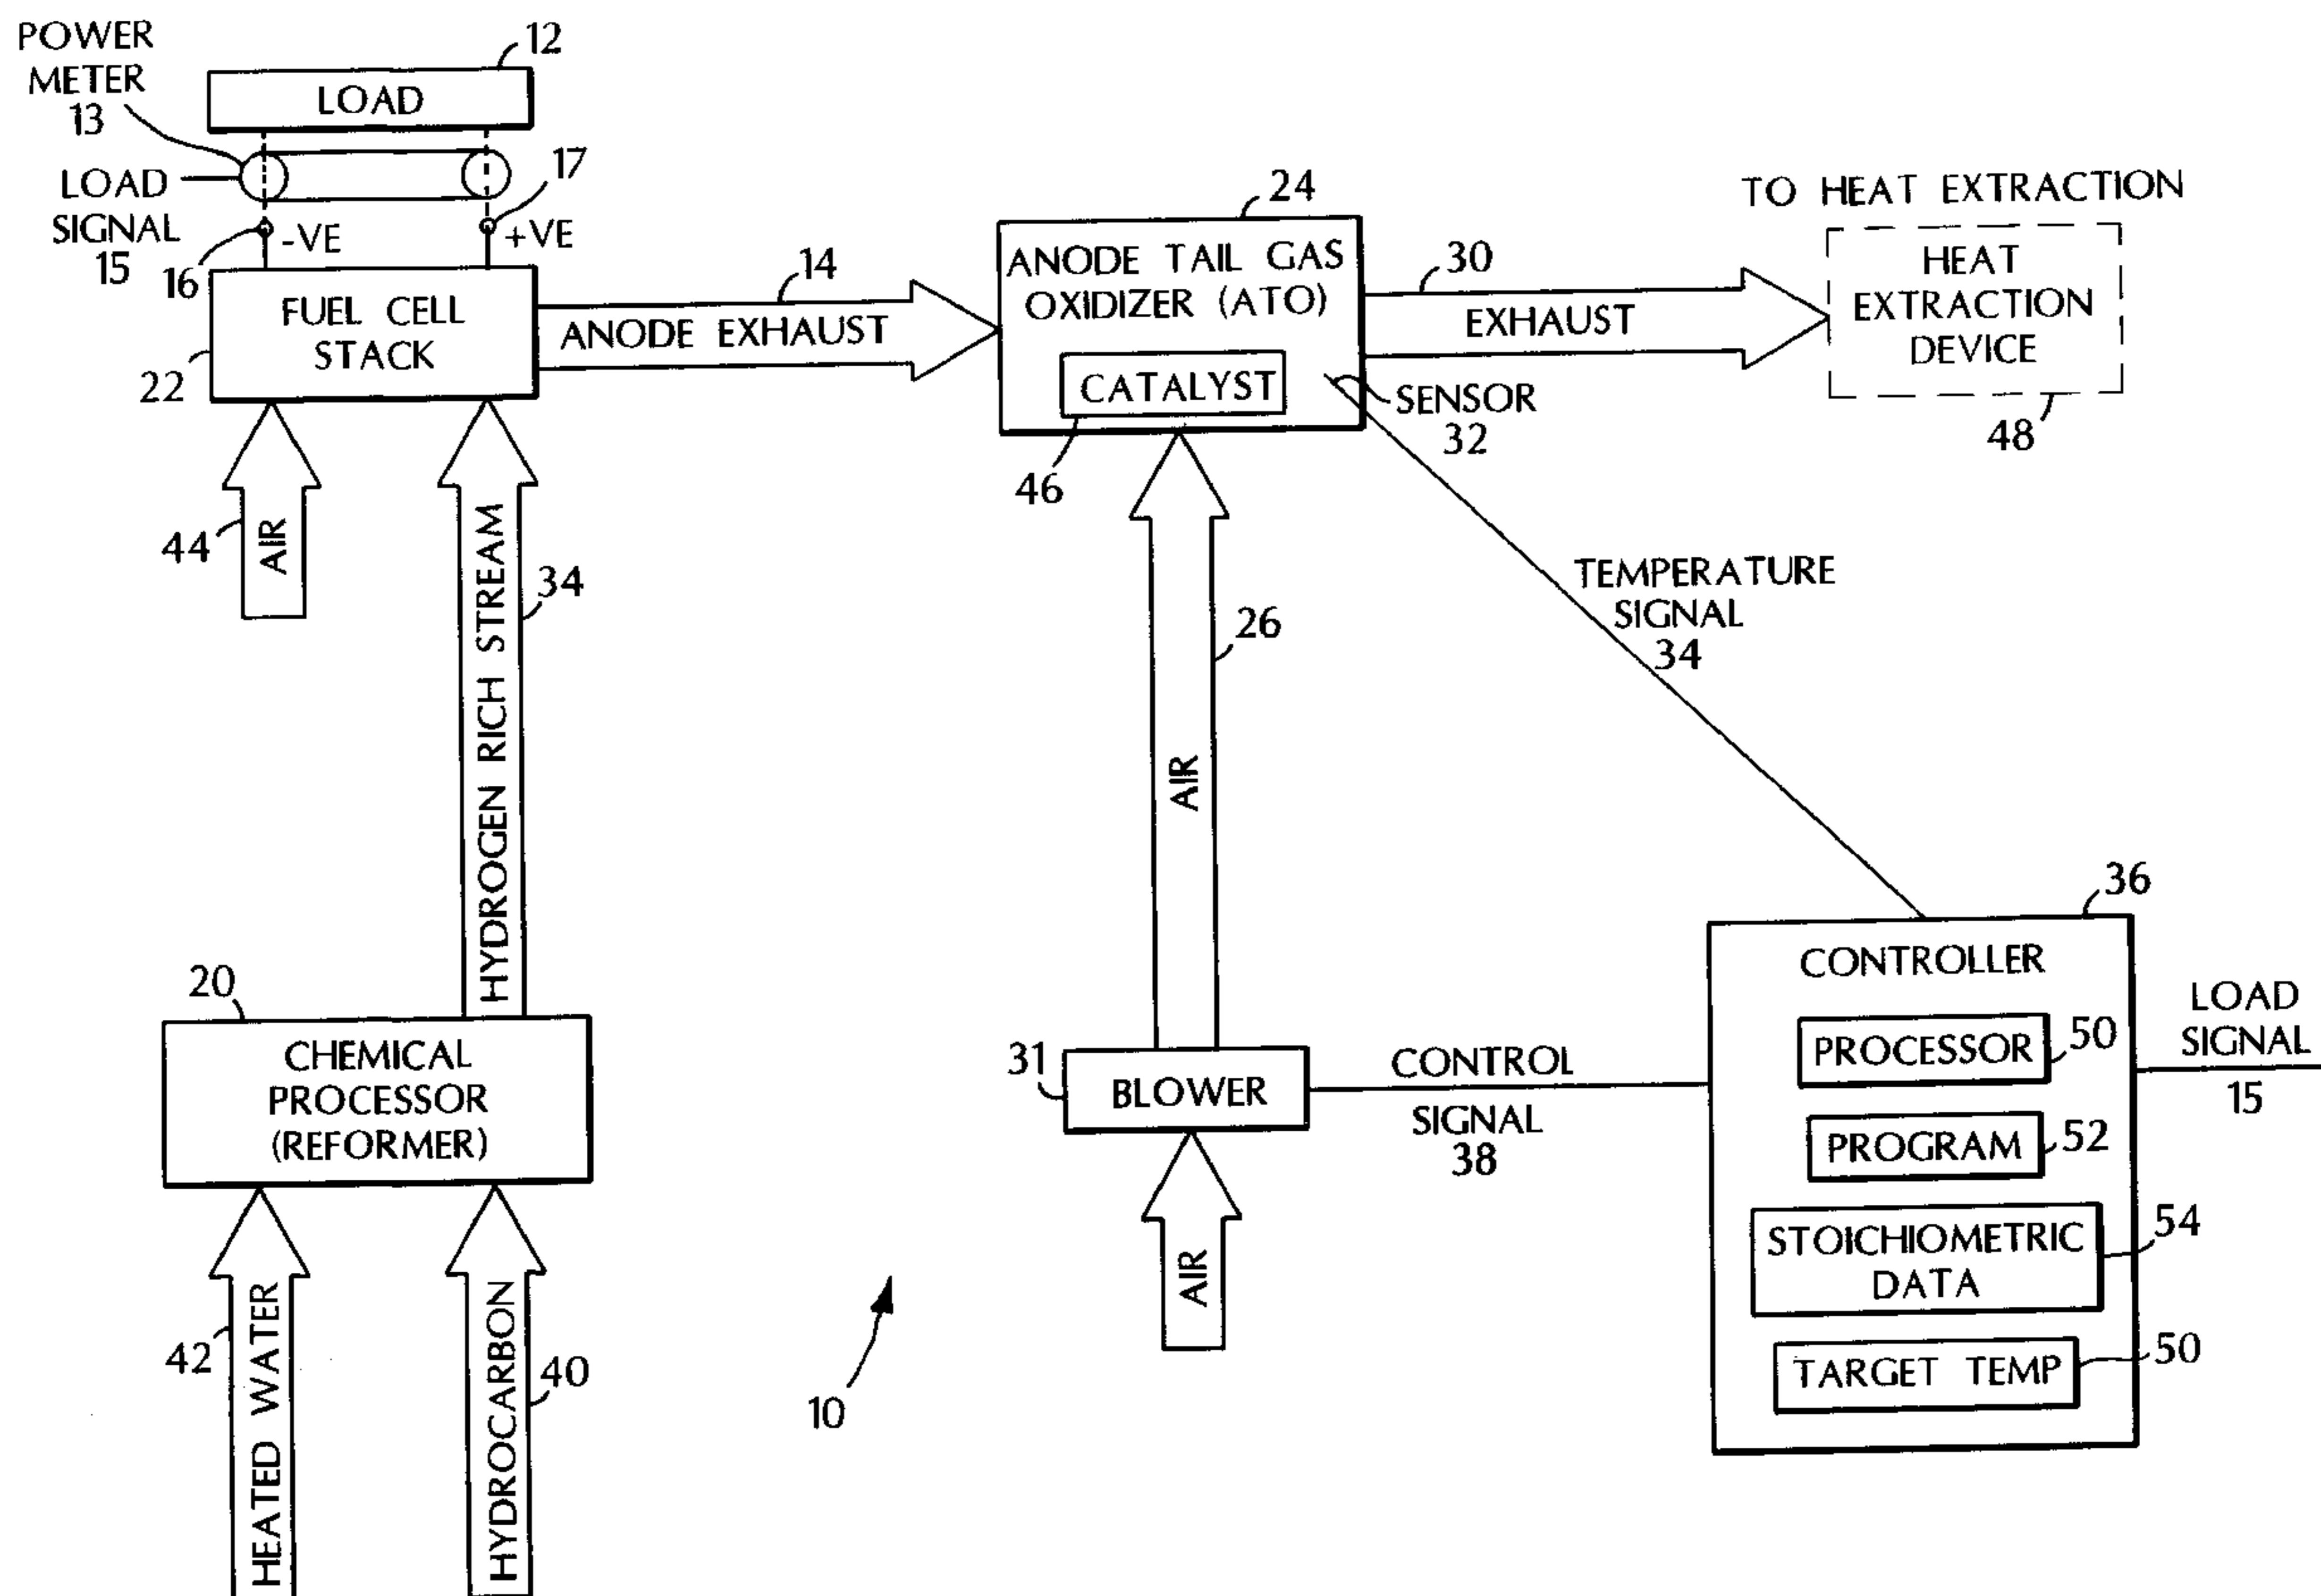 POWER
METER
13
12
LOAD
LOAD
SIGNAL
15
16
-VE
17
+VE
FUEL CELL
STACK
22
14
ANODE EXHAUST
24
ANODE TAIL GAS
OXIDIZER (ATO)
CATALYST
46
30
EXHAUST
SENSOR
32
TO HEAT EXTRACTION
HEAT
EXTRACTION
DEVICE
48
44
AIR
HYDROGEN RICH STREAM
34
26
AIR
TEMPERATURE
SIGNAL
34
20
CHEMICAL
PROCESSOR
(REFORMER)
42
HEATED WATER
HYDROCARBON
40
31
BLOWER
AIR
CONTROL
SIGNAL
38
10
36
CONTROLLER
PROCESSOR
50
PROGRAM
52
STOICHIOMETRIC
DATA
54
TARGET TEMP
50
LOAD
SIGNAL
15